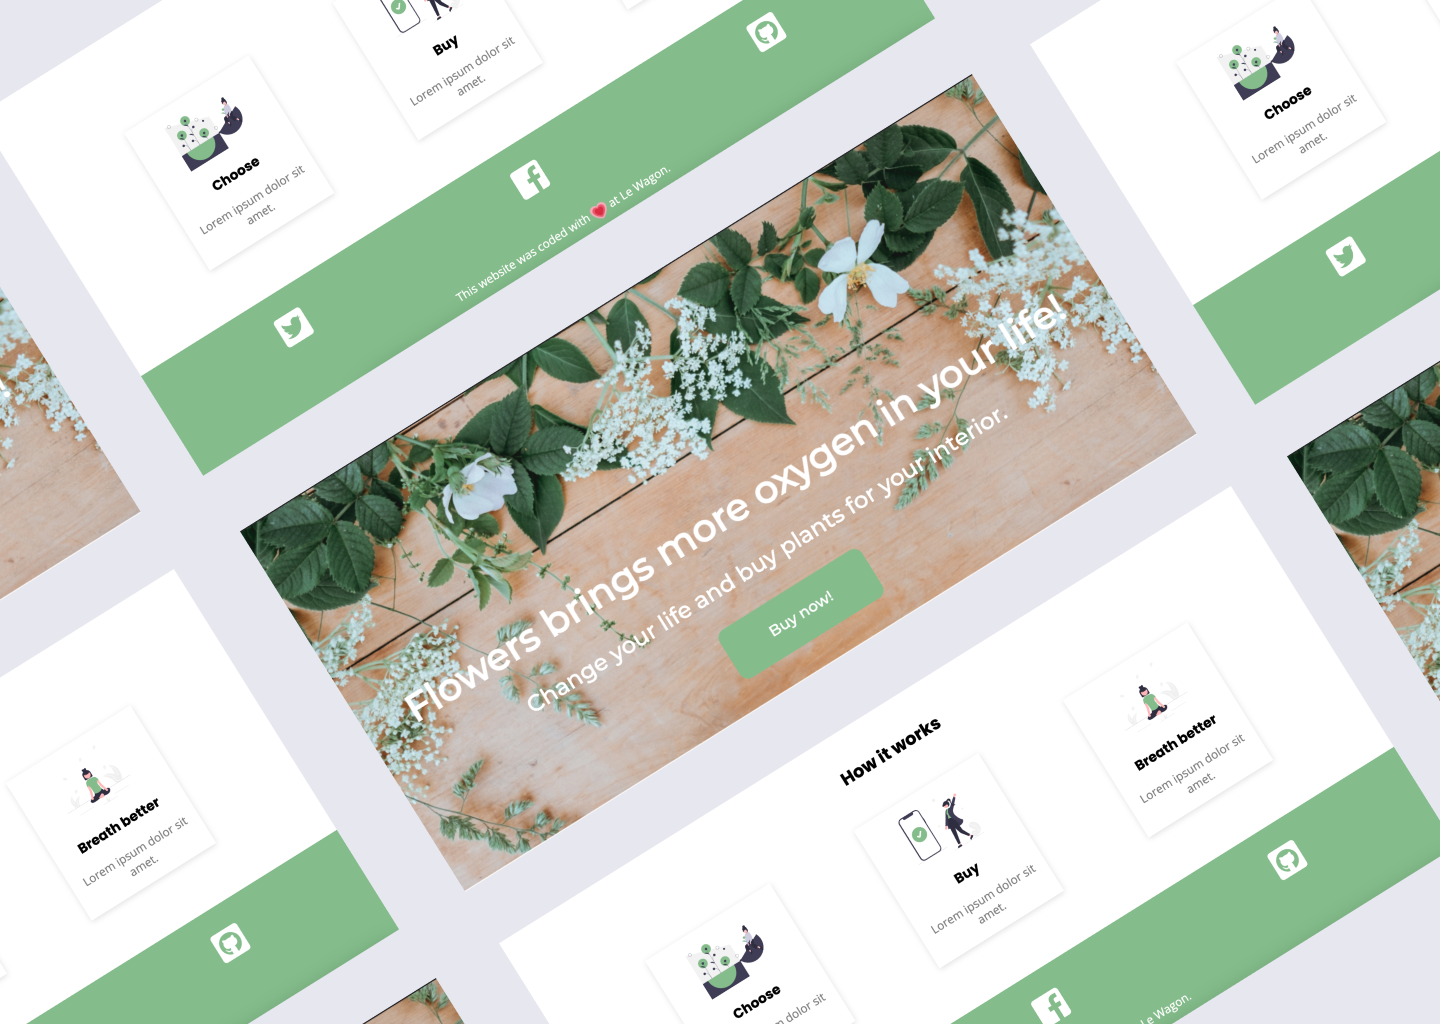 Buy
Lorem ipsum dolor sit
amet.
Choose
Lorem ipsum dolor sit
amet.
This website was coded with ❤️ at Le Wagon.
Choose
Lorem ipsum dolor sit
amet.
Flowers brings more oxygen in your life!
Change your life and buy plants for your interior.
Buy now!
Breath better
Lorem ipsum dolor sit
amet.
How it works
Breath better
Lorem ipsum dolor sit
amet.
Buy
Lorem ipsum dolor sit
amet.
Choose
dolor sit
Le Wagon.